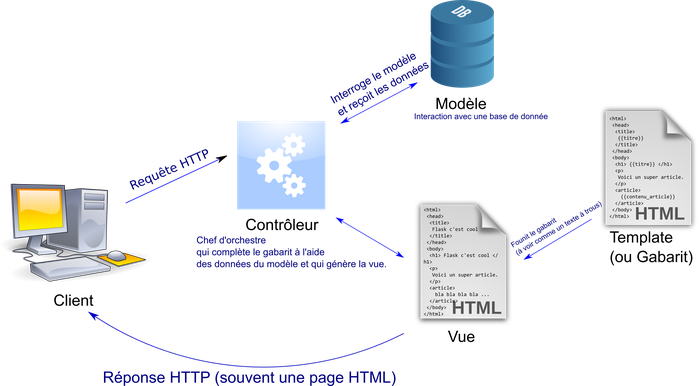 DB
Interroge le modèle
et reçoit les données
Modèle
Interaction avec une base de donnée
Requête HTTP
Contrôleur
Chef d'orchestre
qui complète le gabarit à l'aide
des données du modèle et qui génère la vue.
Client
<html>
<head>
<title>
{{titre}}
</title>
</head>
<body>
<h1> {{titre}} </h1>
<p>
Voici un super article.
</p>
<article>
{{contenu_article}}
</article>
</body>
</html>
HTML
Template
(ou Gabarit)
Founit le gabarit
(à voir comme un texte à trous)
<html>
<head>
<title>
Flask c'est cool
</title>
</head>
<body>
<h1> Flask c'est cool </
h1>
<p>
Voici un super article.
</p>
<article>
bla bla bla bla ...
</article>
</body>
</html>
HTML
Vue
Réponse HTTP (souvent une page HTML)